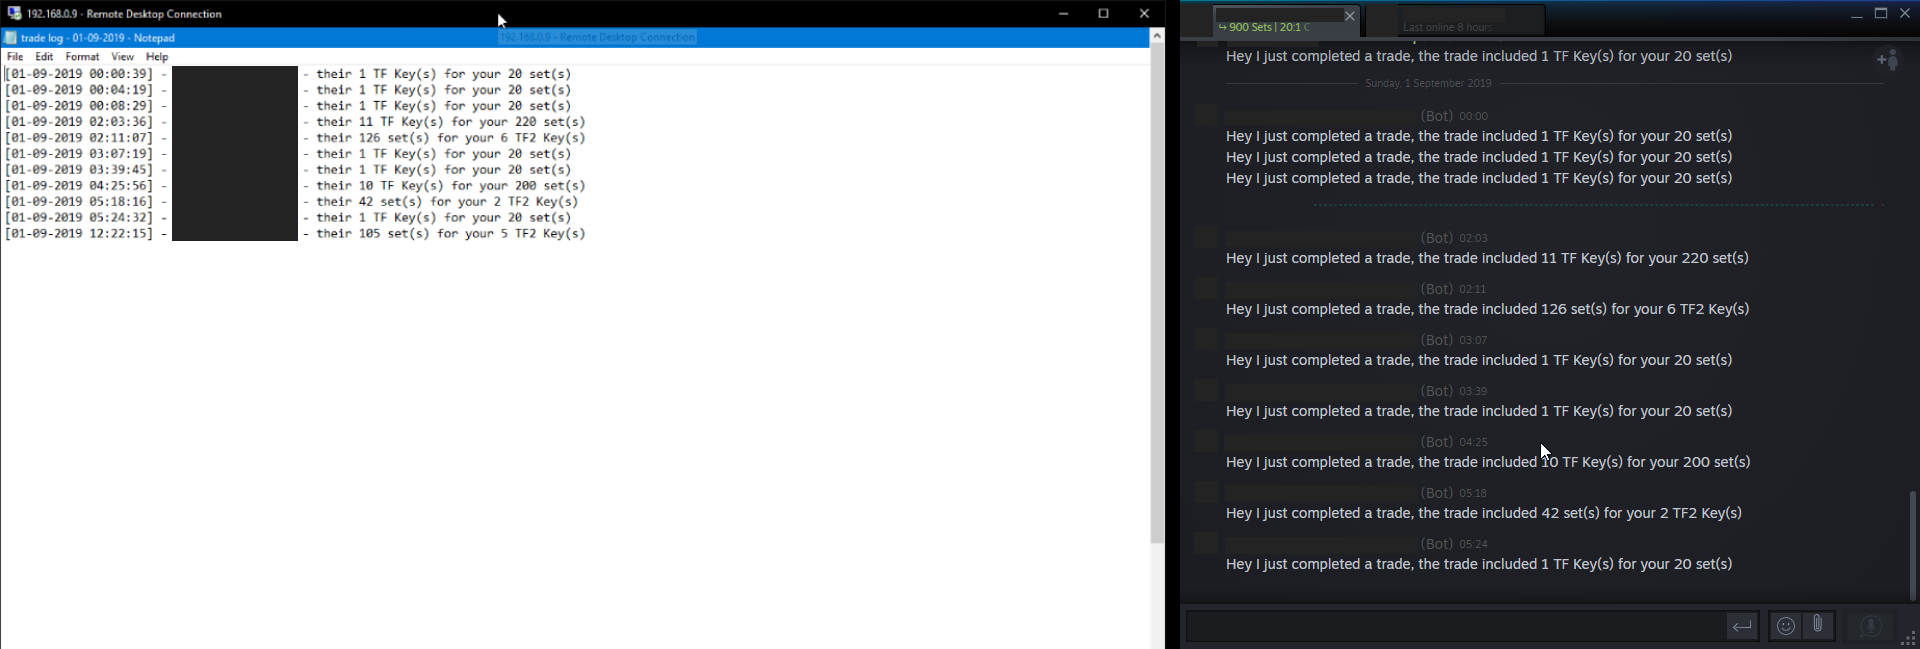 192.168.0.9 - Remote Desktop Connection
trade log - 01-09-2019 - Notepad
192.168.0.9 - Remote Desktop Connection
File Edit Format View Help
[01-09-2019 00:00:39] - - their 1 TF Key(s) for your 20 set(s)
[01-09-2019 00:04:19] - - their 1 TF Key(s) for your 20 set(s)
[01-09-2019 00:08:29] - - their 1 TF Key(s) for your 20 set(s)
[01-09-2019 02:03:36] - - their 11 TF Key(s) for your 220 set(s)
[01-09-2019 02:11:07] - - their 126 set(s) for your 6 TF2 Key(s)
[01-09-2019 03:07:19] - - their 1 TF Key(s) for your 20 set(s)
[01-09-2019 03:39:45] - - their 1 TF Key(s) for your 20 set(s)
[01-09-2019 04:25:56] - - their 10 TF Key(s) for your 200 set(s)
[01-09-2019 05:18:16] - - their 42 set(s) for your 2 TF2 Key(s)
[01-09-2019 05:24:32] - - their 1 TF Key(s) for your 20 set(s)
[01-09-2019 12:22:15] - - their 105 set(s) for your 5 TF2 Key(s)
900 Sets | 20:1 C
Last online 8 hours
Hey I just completed a trade, the trade included 1 TF Key(s) for your 20 set(s)
Sunday, 1 September 2019
(Bot) 00:00
Hey I just completed a trade, the trade included 1 TF Key(s) for your 20 set(s)
Hey I just completed a trade, the trade included 1 TF Key(s) for your 20 set(s)
Hey I just completed a trade, the trade included 1 TF Key(s) for your 20 set(s)
(Bot) 02:03
Hey I just completed a trade, the trade included 11 TF Key(s) for your 220 set(s)
(Bot) 02:11
Hey I just completed a trade, the trade included 126 set(s) for your 6 TF2 Key(s)
(Bot) 03:07
Hey I just completed a trade, the trade included 1 TF Key(s) for your 20 set(s)
(Bot) 03:39
Hey I just completed a trade, the trade included 1 TF Key(s) for your 20 set(s)
(Bot) 04:25
Hey I just completed a trade, the trade included 10 TF Key(s) for your 200 set(s)
(Bot) 05:18
Hey I just completed a trade, the trade included 42 set(s) for your 2 TF2 Key(s)
(Bot) 05:24
Hey I just completed a trade, the trade included 1 TF Key(s) for your 20 set(s)